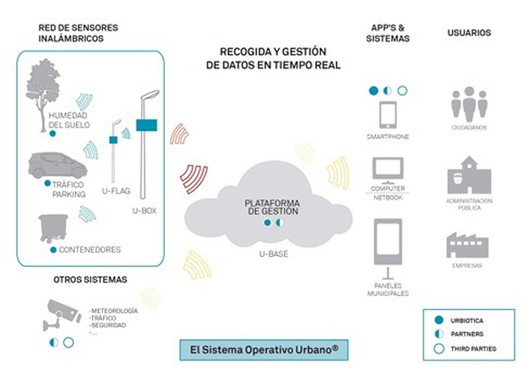 RED DE SENSORES
INALÁMBRICOS
RECOGIDA Y GESTIÓN
DE DATOS EN TIEMPO REAL
APP'S &
SISTEMAS
USUARIOS
HUMEDAD
DEL SUELO
TRÁFICO
PARKING
U-FLAG
U-BOX
CONTENEDORES
PLATAFORMA
DE GESTIÓN
U-BASE
SMARTPHONE
COMPUTER
NETBOOK
PANELES
MUNICIPALES
CIUDADANOS
ADMINISTRACIÓN
PÚBLICA
EMPRESAS
OTROS SISTEMAS
-METEOROLOGÍA
-TRÁFICO
-SEGURIDAD
-...
El Sistema Operativo Urbano®
URBIOTICA
PARTNERS
THIRD PARTIES